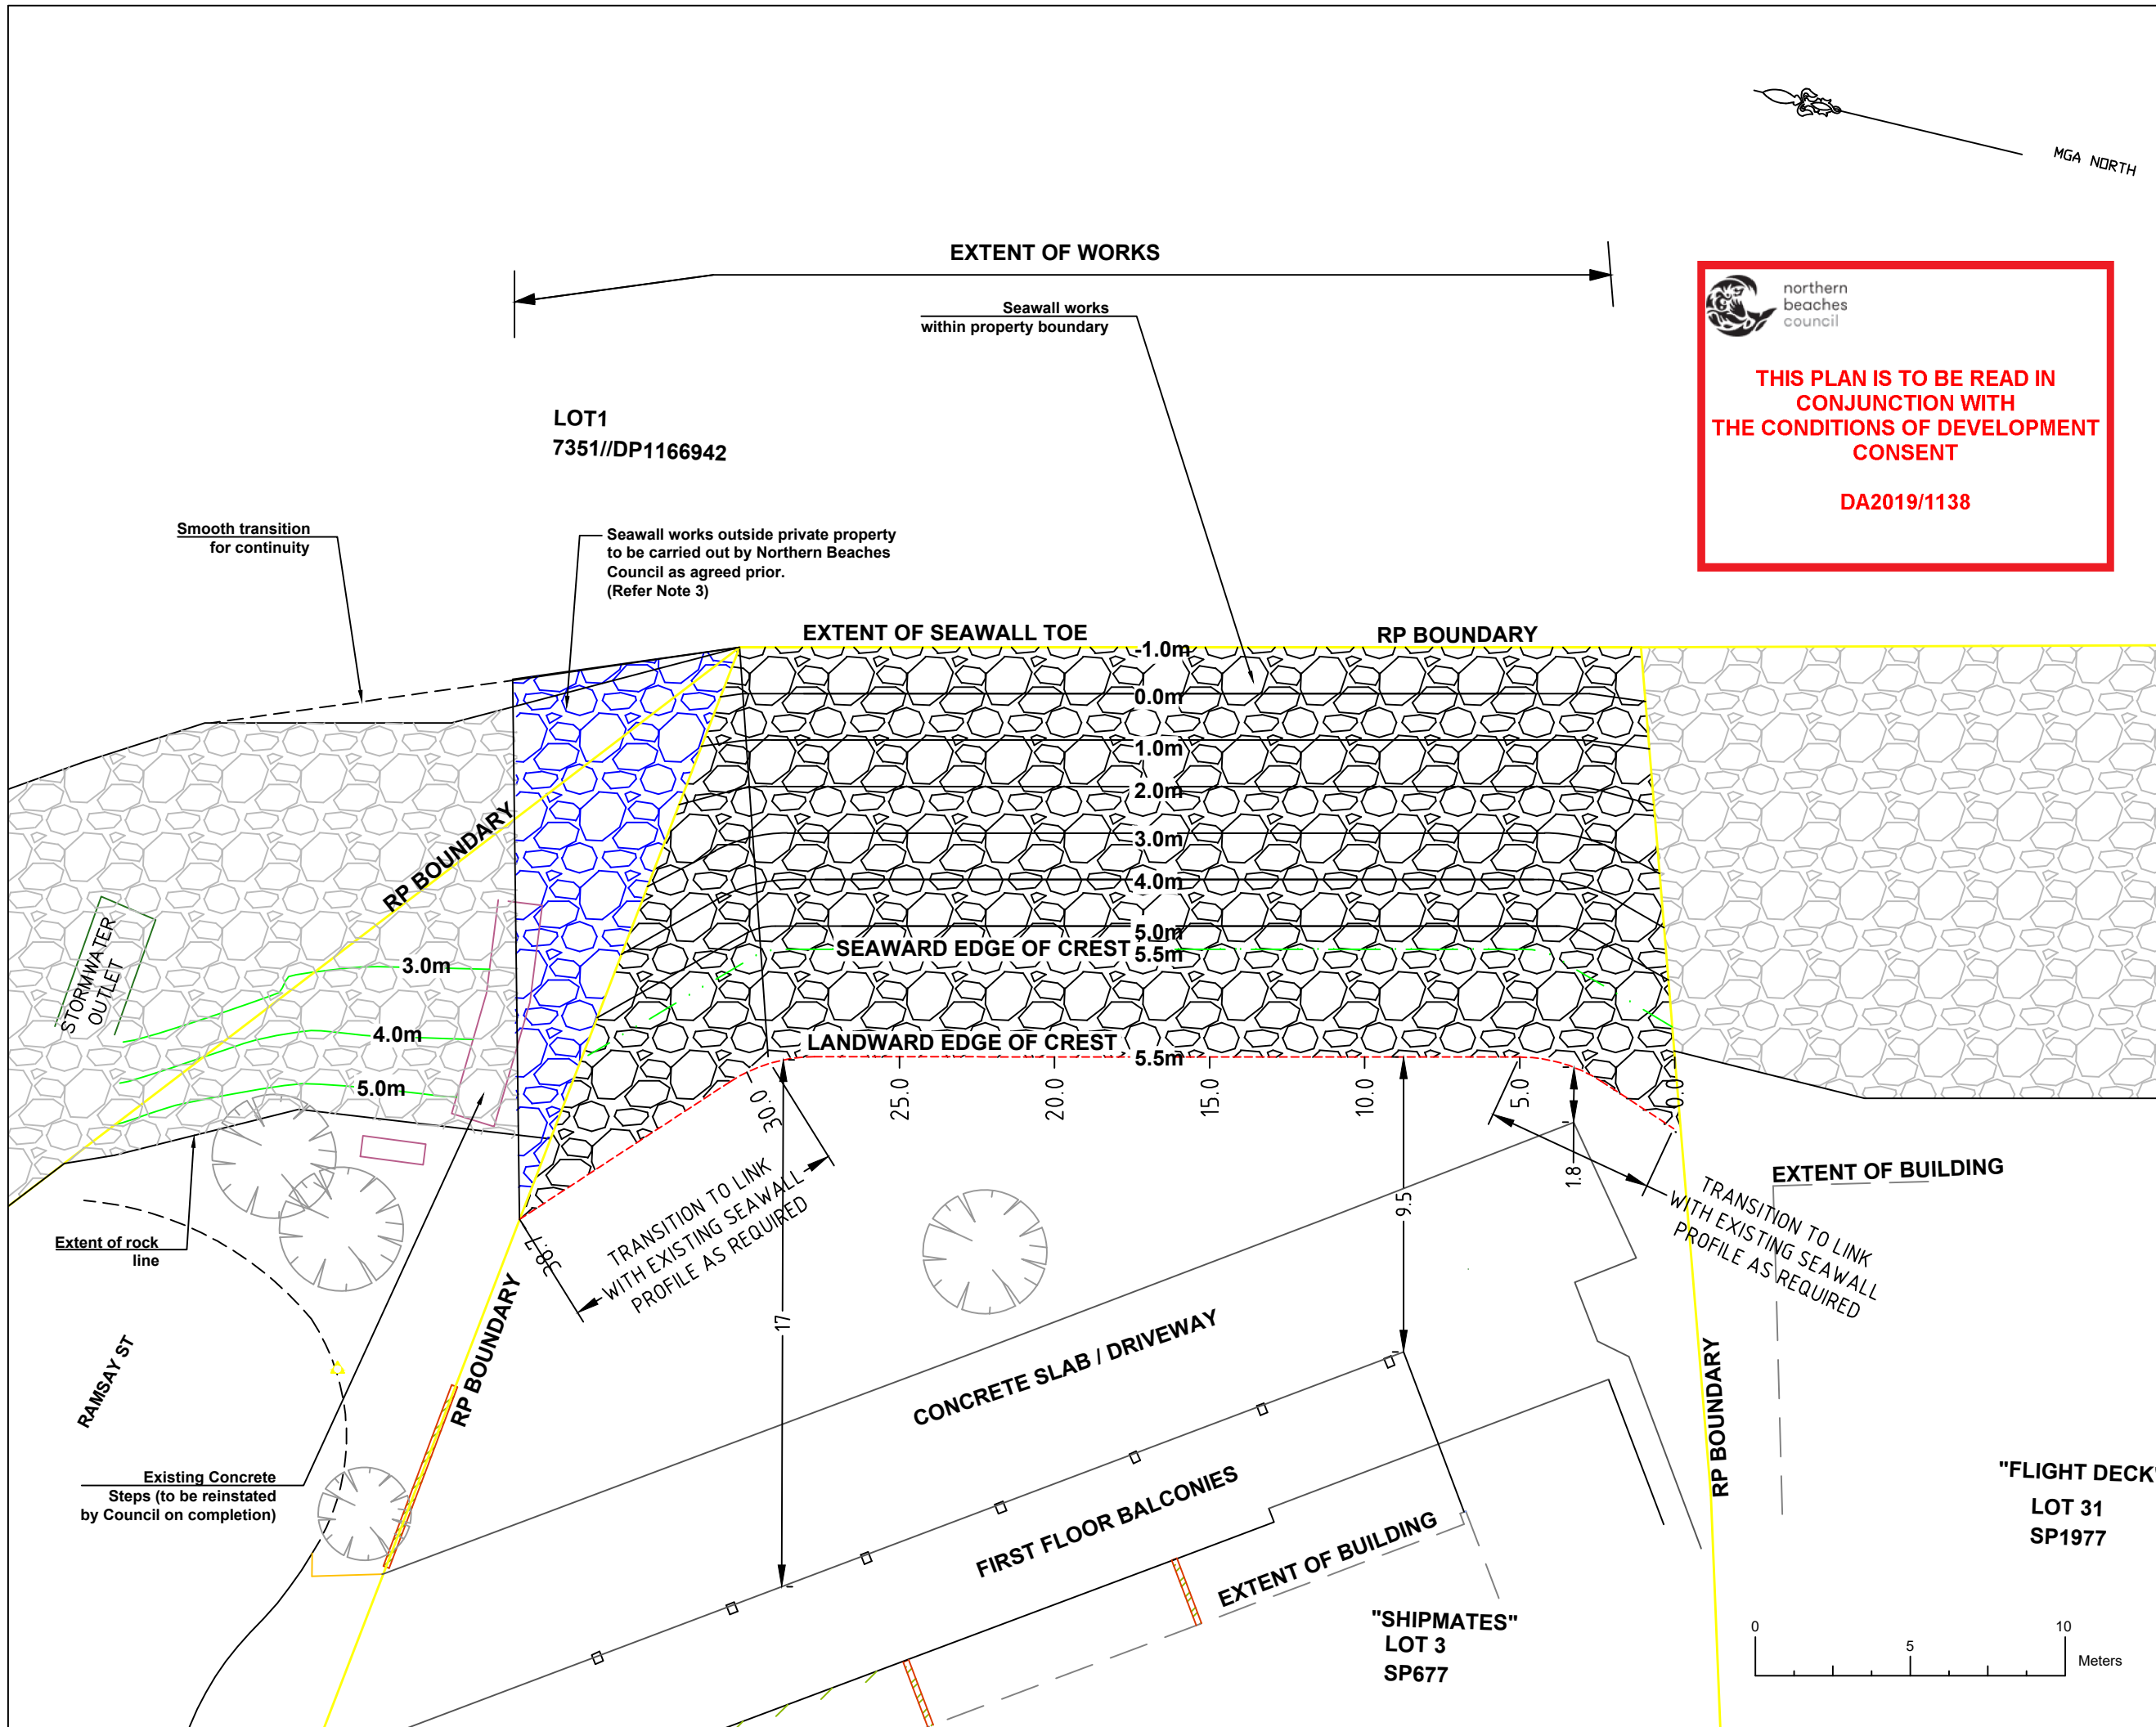 MGA NORTH
EXTENT OF WORKS
Seawall works
within property boundary
northern
beaches
council
THIS PLAN IS TO BE READ IN
CONJUNCTION WITH
THE CONDITIONS OF DEVELOPMENT
CONSENT
DA2019/1138
LOT1
7351//DP1166942
Smooth transition
for continuity
Seawall works outside private property
to be carried out by Northern Beaches
Council as agreed prior.
(Refer Note 3)
EXTENT OF SEAWALL TOE
RP BOUNDARY
-1.0m
0.0m
1.0m
2.0m
3.0m
4.0m
5.0m
SEAWARD EDGE OF CREST
5.5m
LANDWARD EDGE OF CREST
5.5m
RP BOUNDARY
STORMWATER
OUTLET
3.0m
4.0m
5.0m
38.7
30.0
25.0
20.0
15.0
10.0
5.0
0.0
17
9.5
1.8
TRANSITION TO LINK
WITH EXISTING SEAWALL
PROFILE AS REQUIRED
TRANSITION TO LINK
WITH EXISTING SEAWALL
PROFILE AS REQUIRED
EXTENT OF BUILDING
Extent of rock
line
RAMSAY ST
RP BOUNDARY
CONCRETE SLAB / DRIVEWAY
RP BOUNDARY
Existing Concrete
Steps (to be reinstated
by Council on completion)
FIRST FLOOR BALCONIES
EXTENT OF BUILDING
"FLIGHT DECK"
LOT 31
SP1977
"SHIPMATES"
LOT 3
SP677
0
5
10
Meters